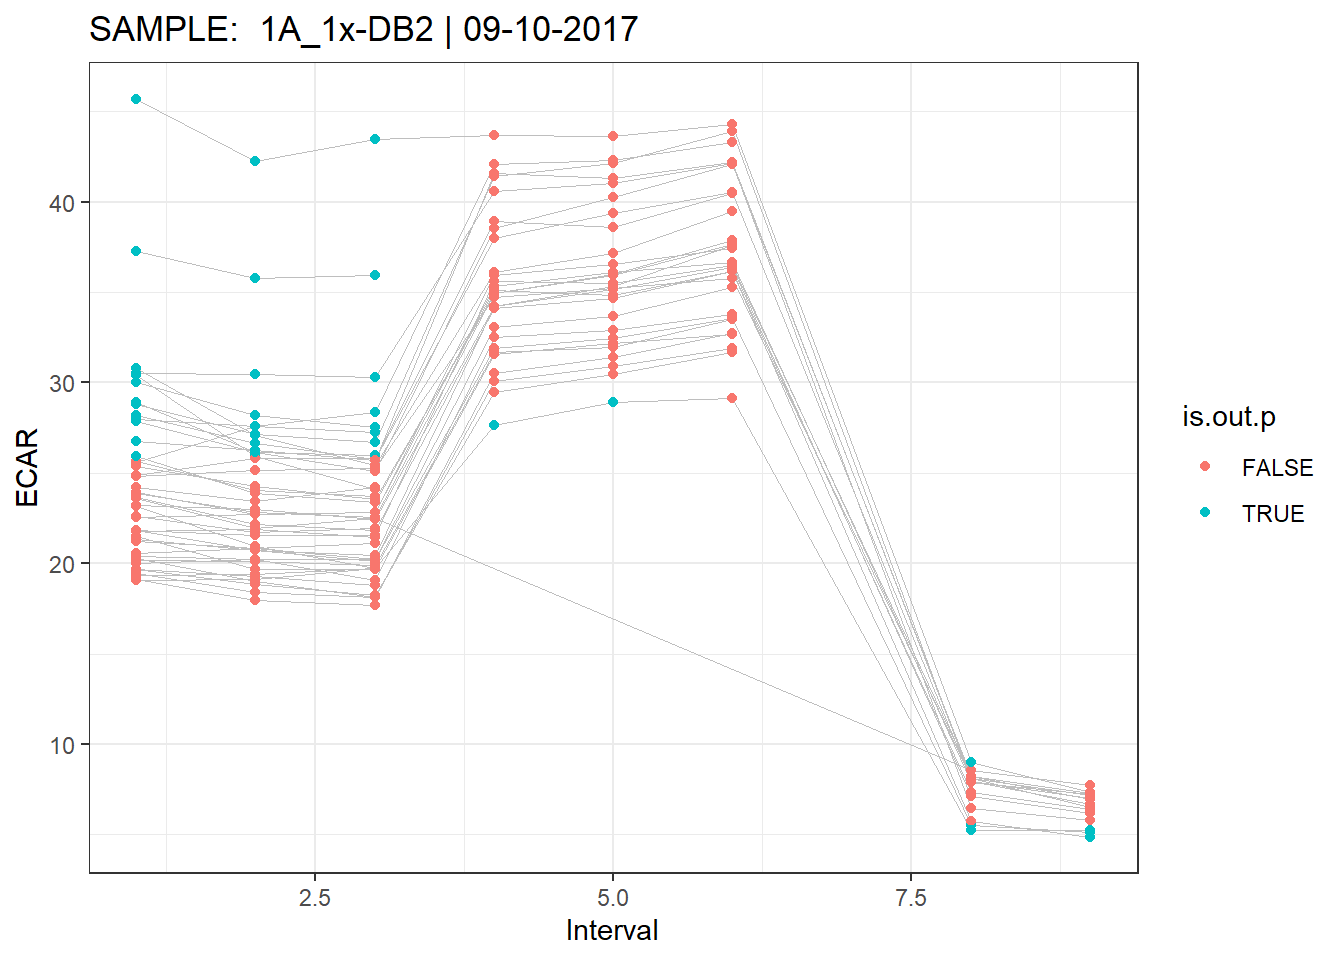 SAMPLE:  1A_1x-DB2 | 09-10-2017
ECAR
40
30
20
10
2.5
5.0
7.5
Interval
is.out.p
FALSE
TRUE